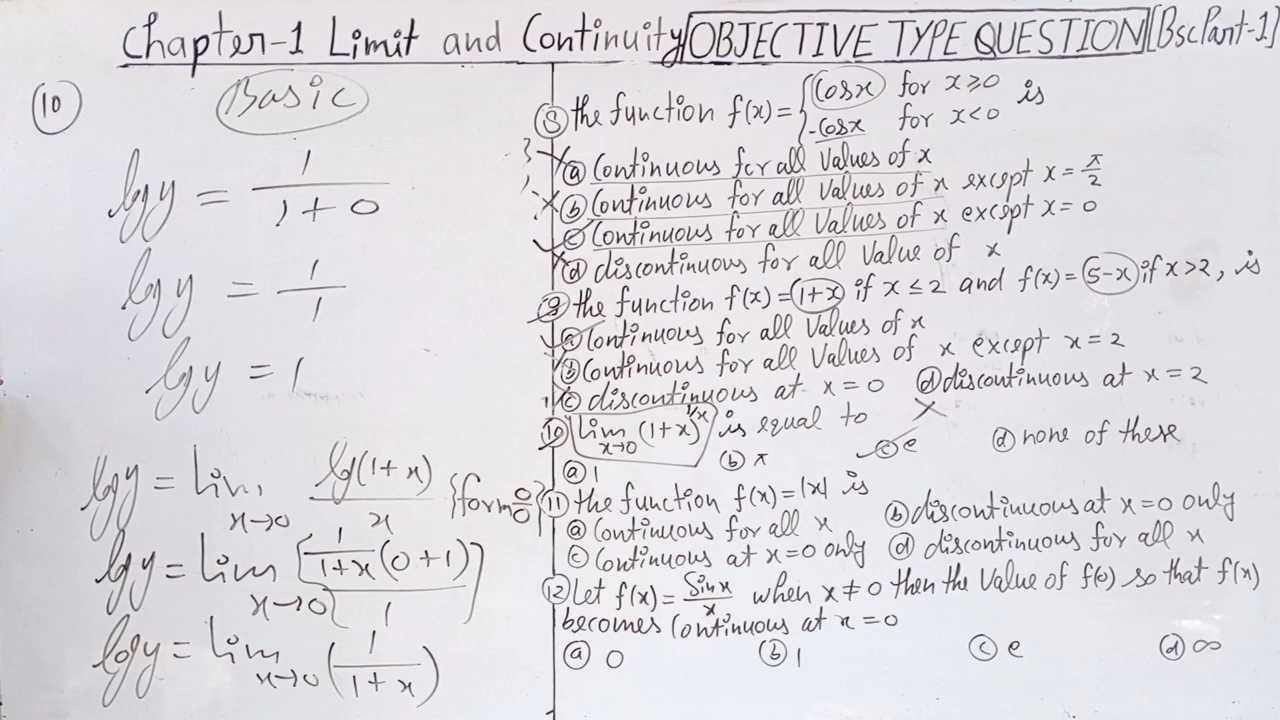 Chapter-1 Limit and Continuity OBJECTIVE TYPE QUESTION [Bsc Part-1]
⑩ Basic
log y = 1/(1+0)
log y = 1/1
log y = 1
log y = Lim x→0 log(1+x)/x {form 0/0}
log y = Lim x→0 [1/(1+x) (0+1)/1]
log y = Lim x→0 (1/(1+x))
⑧ the function f(x) = { Cosx for x≥0
-Cosx for x<0 is
ⓐ Continuous for all Values of x
ⓑ Continuous for all Values of x except x = π/2
ⓒ Continuous for all Values of x except x = 0
ⓓ discontinuous for all Value of x
⑨ the function f(x) = (1+x) if x ≤ 2 and f(x) = 5-x if x>2, is
ⓐ Continuous for all Values of x
ⓑ Continuous for all Values of x except x = 2
ⓒ discontinuous at x = 0 ⓓ discontinuous at x = 2
⑩ Lim x→0 (1+x)^1/x is equal to
ⓐ 1 ⓑ π ⓒ e ⓓ none of these
⑪ the function f(x) = |x| is
ⓐ Continuous for all x ⓑ discontinuous at x = 0 only
ⓒ Continuous at x = 0 only ⓓ discontinuous for all x
⑫ Let f(x) = Sinx/x when x ≠ 0 then the Value of f(0) so that f(x)
becomes Continuous at x = 0
ⓐ 0 ⓑ 1 ⓒ e ⓓ ∞